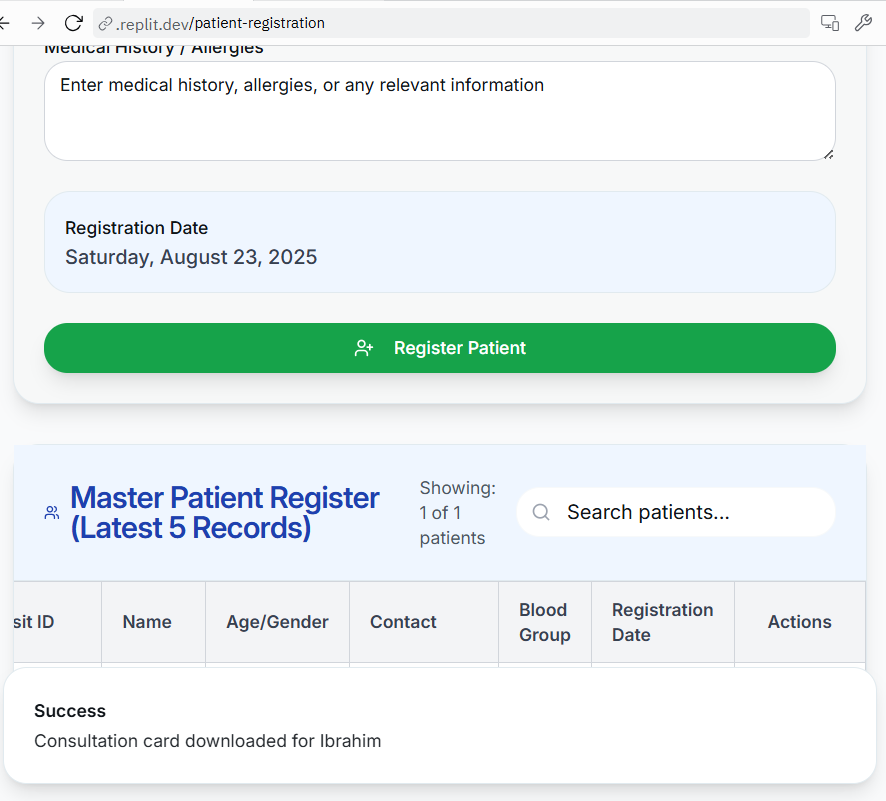 .replit.dev/patient-registration
Medical History / Allergies
Enter medical history, allergies, or any relevant information
Registration Date
Saturday, August 23, 2025
Register Patient
Master Patient Register
(Latest 5 Records)
Showing:
1 of 1
patients
Search patients...
sit ID
Name
Age/Gender
Contact
Blood
Group
Registration
Date
Actions
Success
Consultation card downloaded for Ibrahim